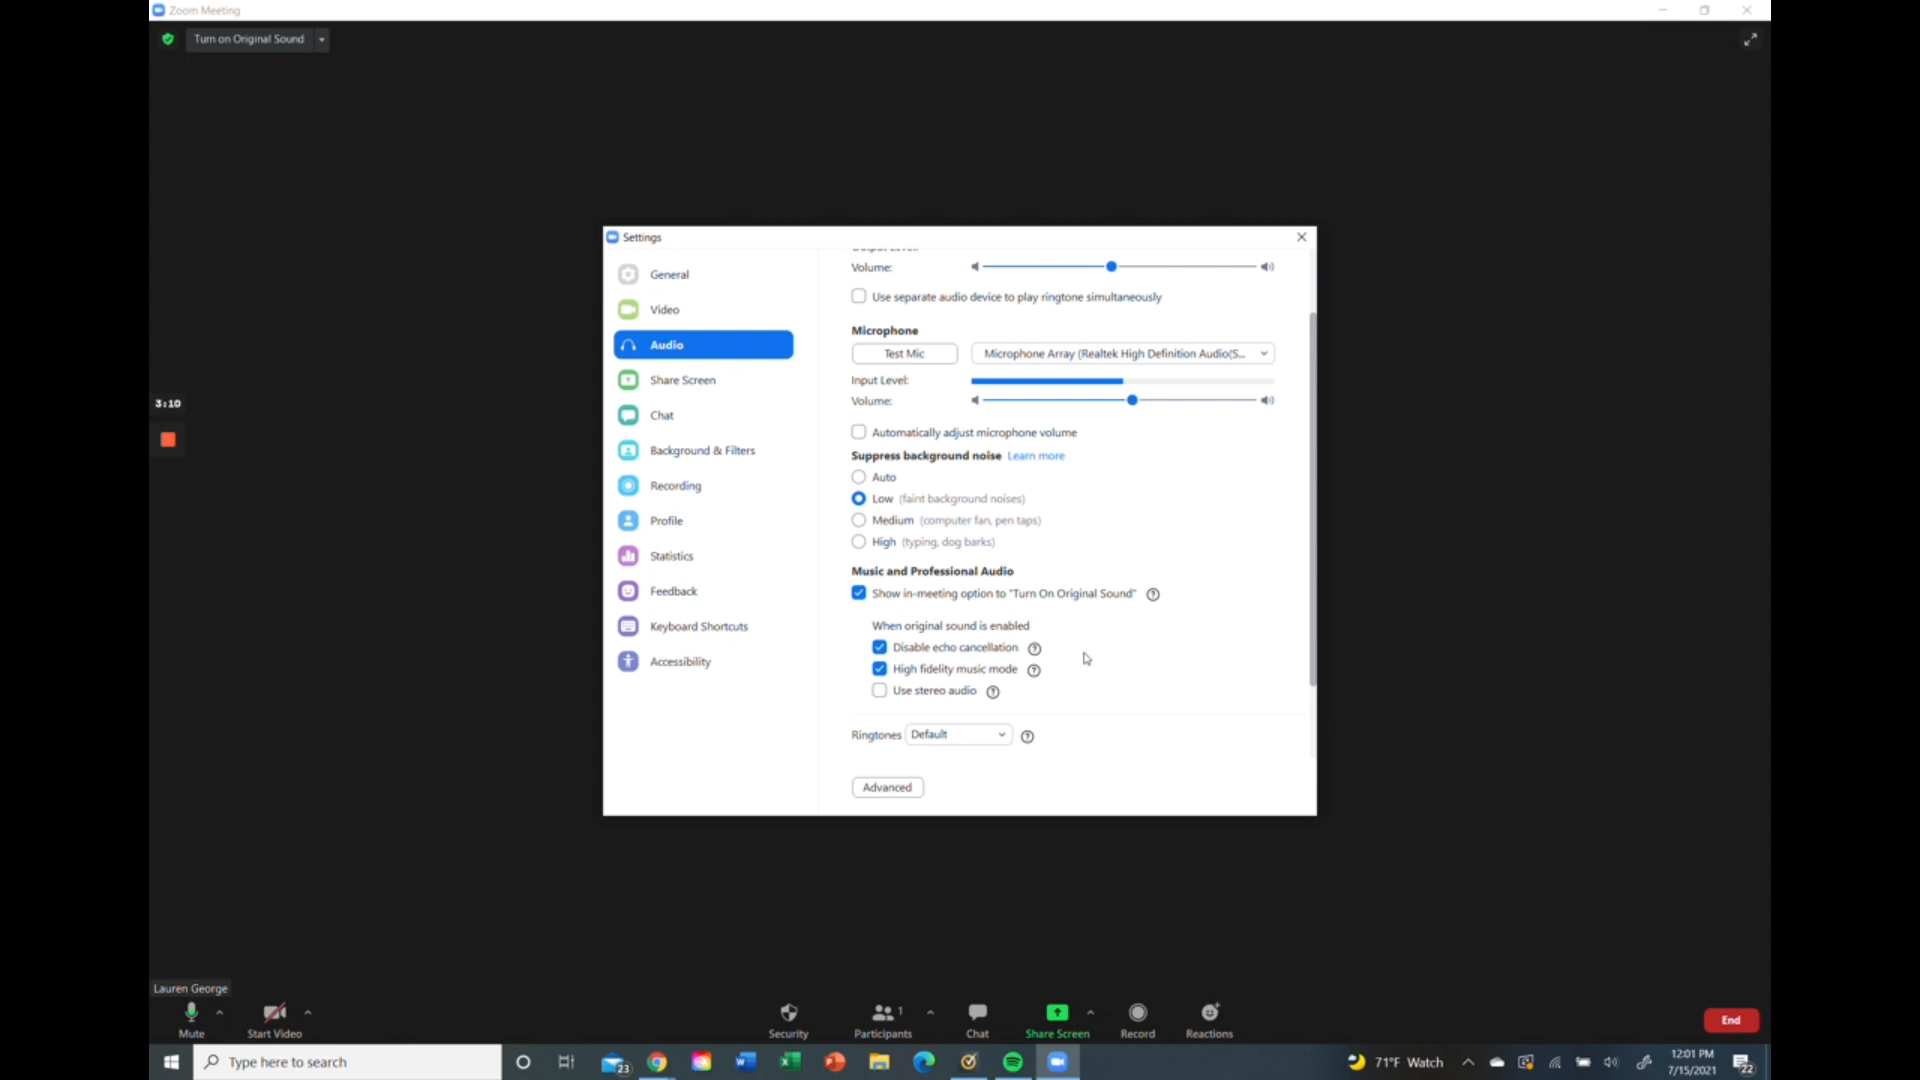 Zoom Meeting
Turn on Original Sound
Settings
General
Video
Audio
Share Screen
Chat
Background & Filters
Recording
Profile
Statistics
Feedback
Keyboard Shortcuts
Accessibility
Volume:
Use separate audio device to play ringtone simultaneously
Microphone
Test Mic
Microphone Array (Realtek High Definition Audio(S...
Input Level:
Volume:
Automatically adjust microphone volume
Suppress background noise Learn more
Auto
Low (faint background noises)
Medium (computer fan, pen taps)
High (typing, dog barks)
Music and Professional Audio
Show in-meeting option to "Turn On Original Sound"
When original sound is enabled
Disable echo cancellation
High fidelity music mode
Use stereo audio
Ringtones Default
Advanced
3:10
Lauren George
Mute
Start Video
Security
Participants 1
Chat
Share Screen
Record
Reactions
End
Type here to search
23
71°F Watch
12:01 PM
7/15/2021
22